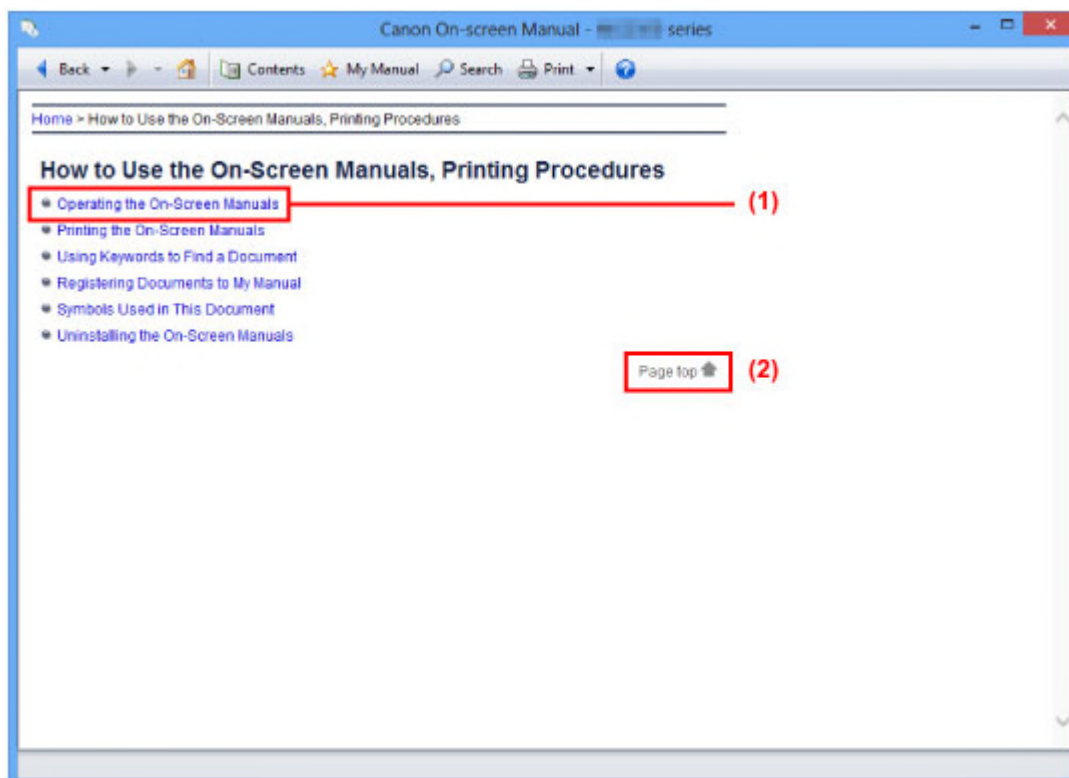 Canon On-screen Manual - series
Back Contents My Manual Search Print
Home > How to Use the On-Screen Manuals, Printing Procedures
How to Use the On-Screen Manuals, Printing Procedures
Operating the On-Screen Manuals (1)
Printing the On-Screen Manuals
Using Keywords to Find a Document
Registering Documents to My Manual
Symbols Used in This Document
Uninstalling the On-Screen Manuals
Page top (2)